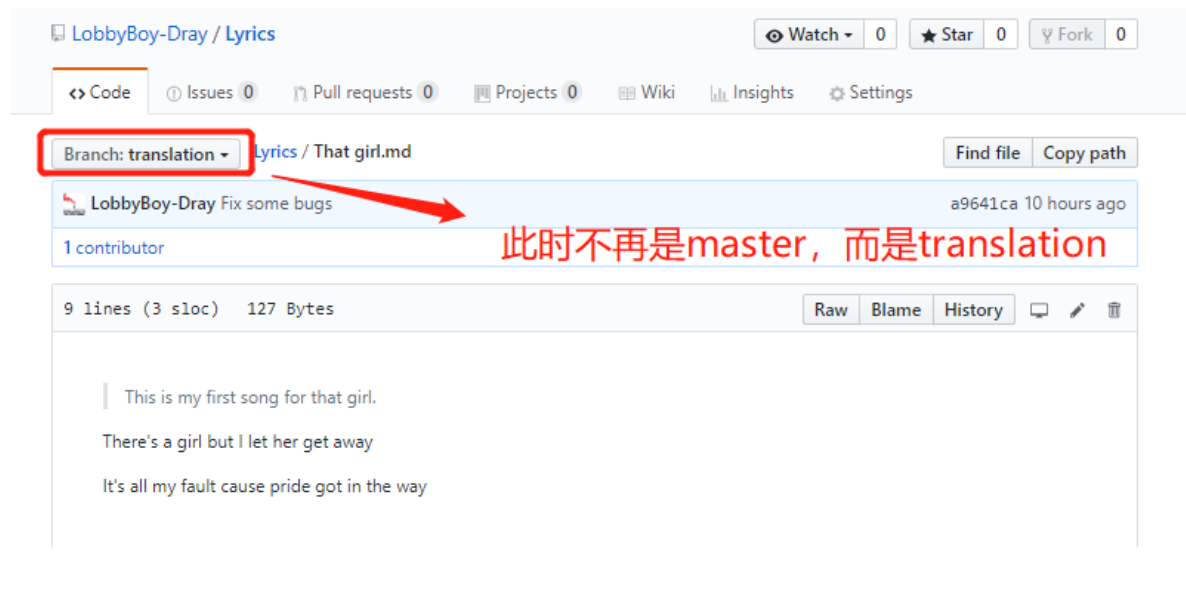 LobbyBoy-Dray / Lyrics
Watch 0 Star 0 Fork 0
Code Issues 0 Pull requests 0 Projects 0 Wiki Insights Settings
Branch: translation Lyrics / That girl.md Find file Copy path
LobbyBoy-Dray Fix some bugs a9641ca 10 hours ago
1 contributor
此时不再是master，而是translation
9 lines (3 sloc) 127 Bytes Raw Blame History
This is my first song for that girl.
There's a girl but I let her get away
It's all my fault cause pride got in the way